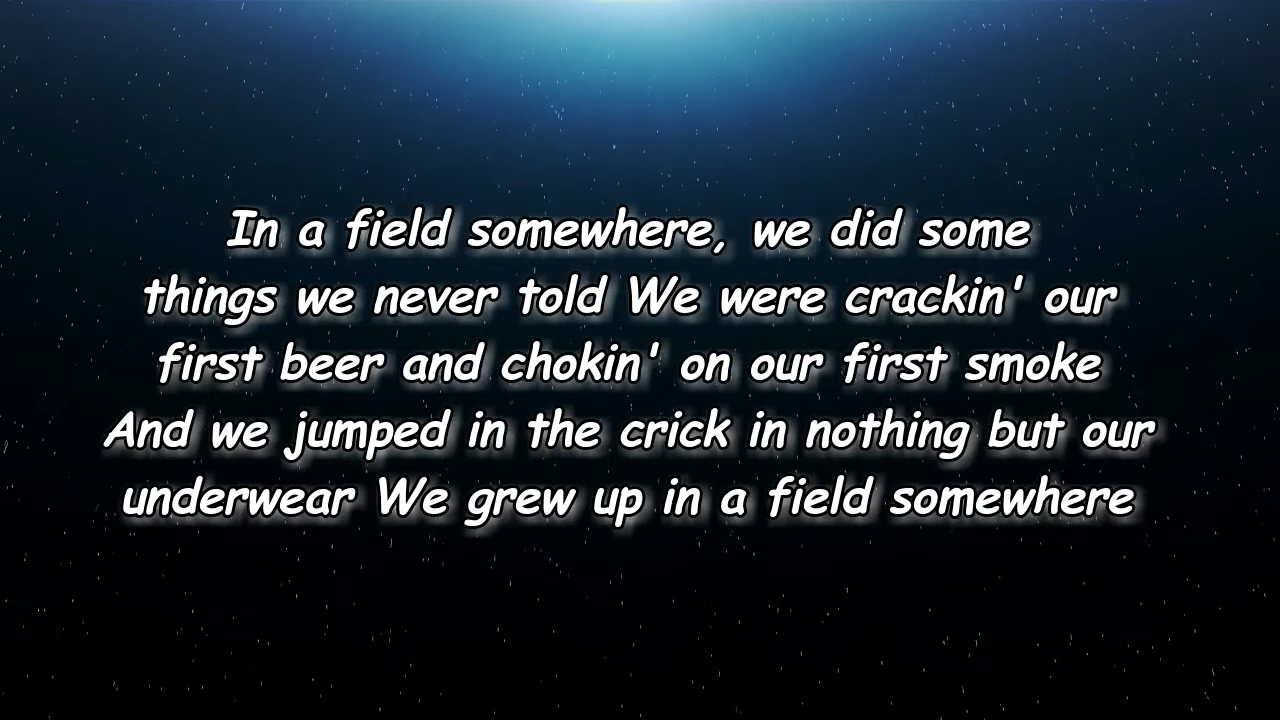 In a field somewhere, we did some
things we never told We were crackin' our
first beer and chokin' on our first smoke
And we jumped in the crick in nothing but our
underwear We grew up in a field somewhere